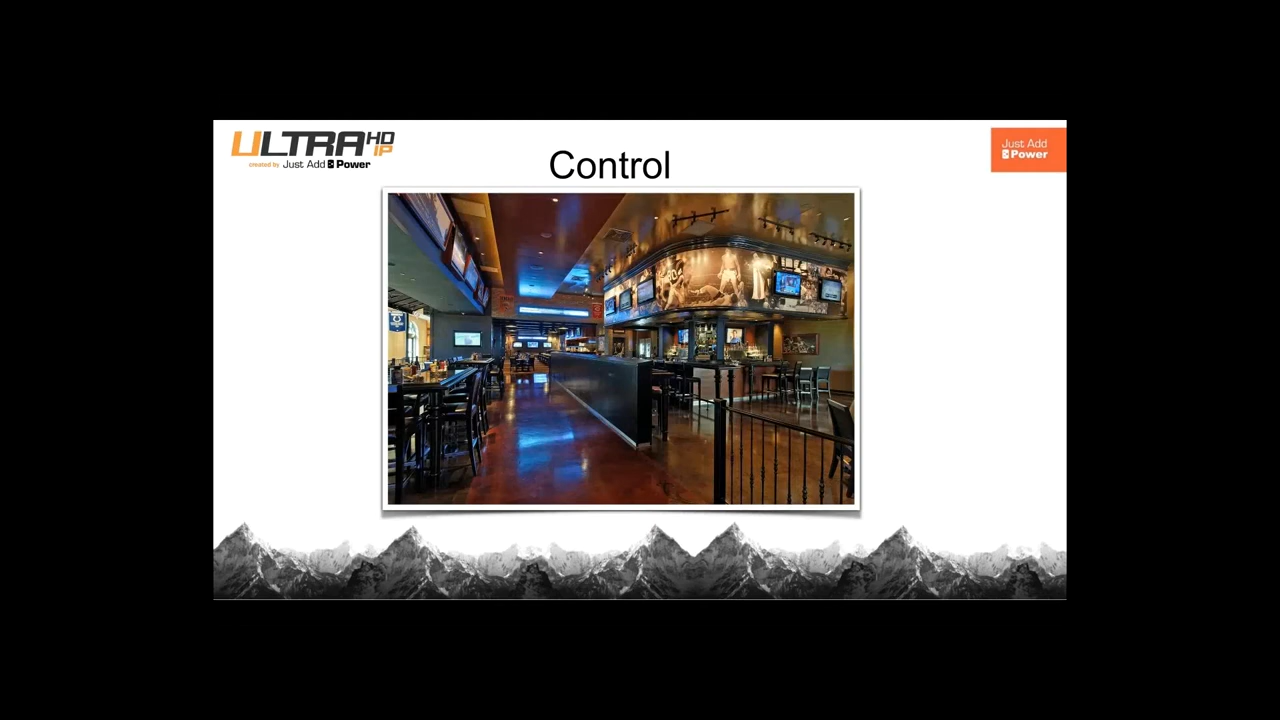 ULTRA HD IP
created by Just Add Power
Control
Just Add
Power